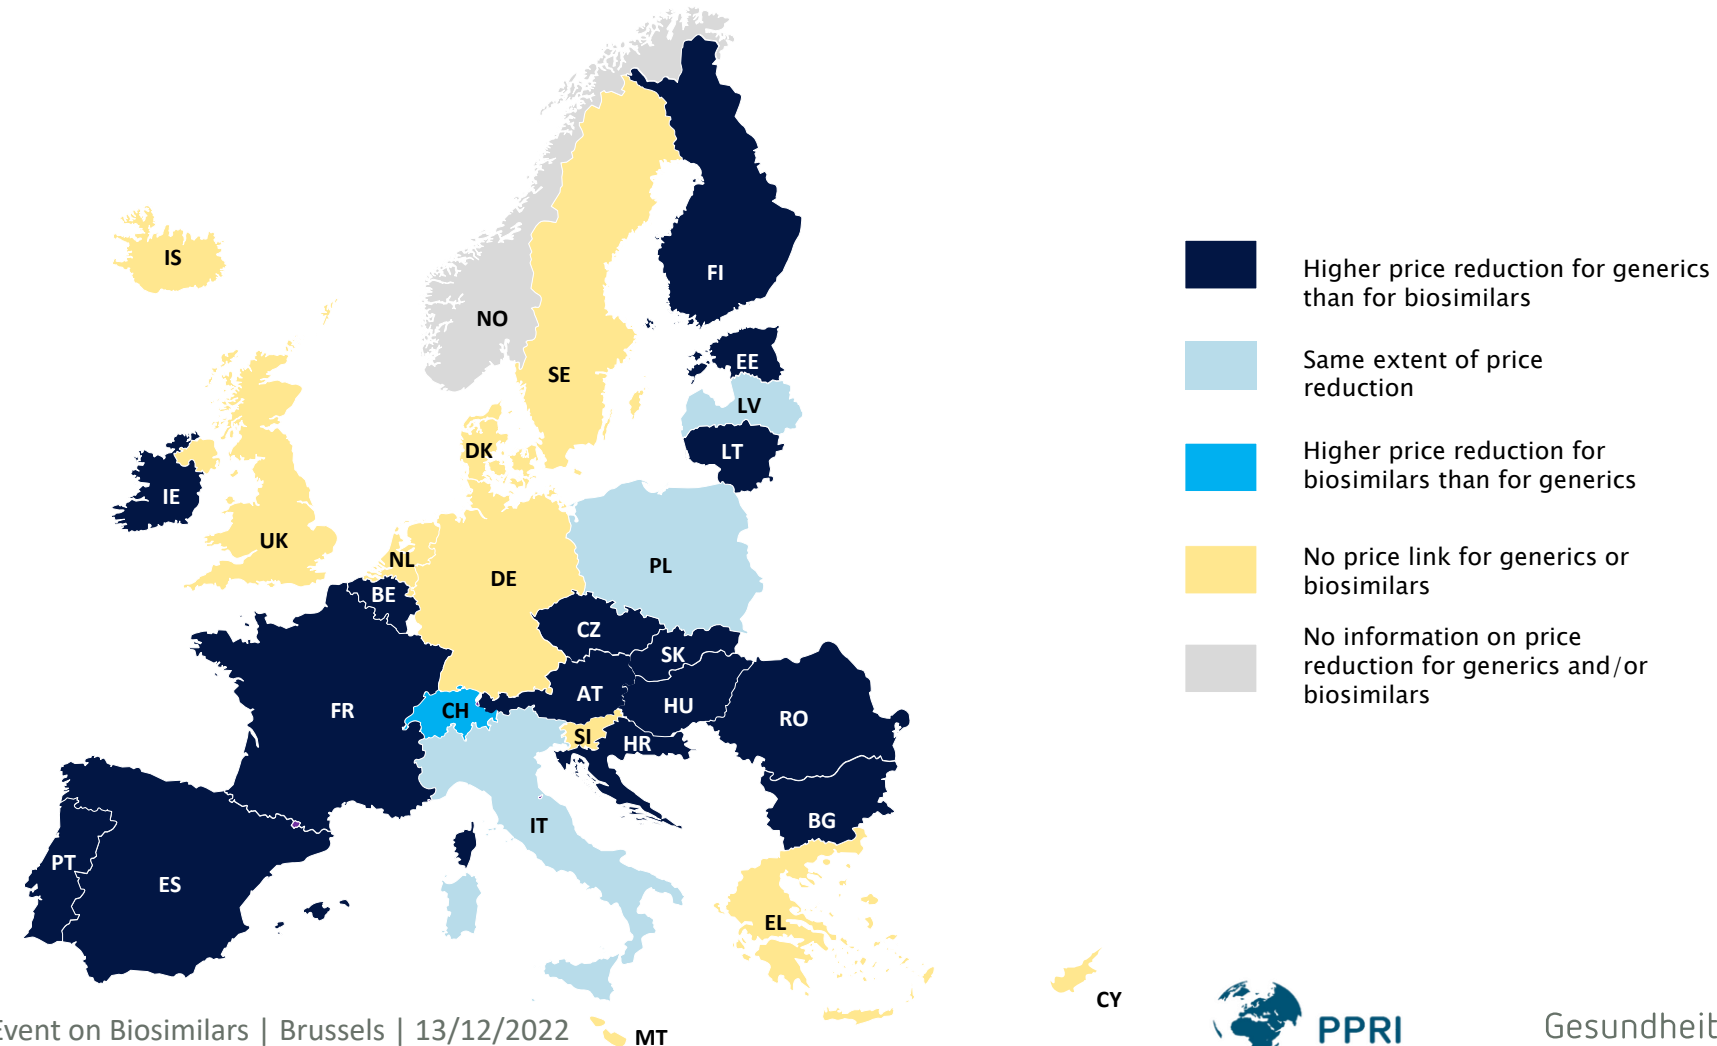 IS
FI
NO
SE
EE
LV
LT
DK
IE
UK
NL
DE
PL
BE
CZ
SK
AT
HU
FR
CH
RO
SI
HR
IT
BG
PT
ES
EL
CY
MT
Higher price reduction for generics
than for biosimilars
Same extent of price
reduction
Higher price reduction for
biosimilars than for generics
No price link for generics or
biosimilars
No information on price
reduction for generics and/or
biosimilars
Event on Biosimilars | Brussels | 13/12/2022
PPRI
Gesundheit